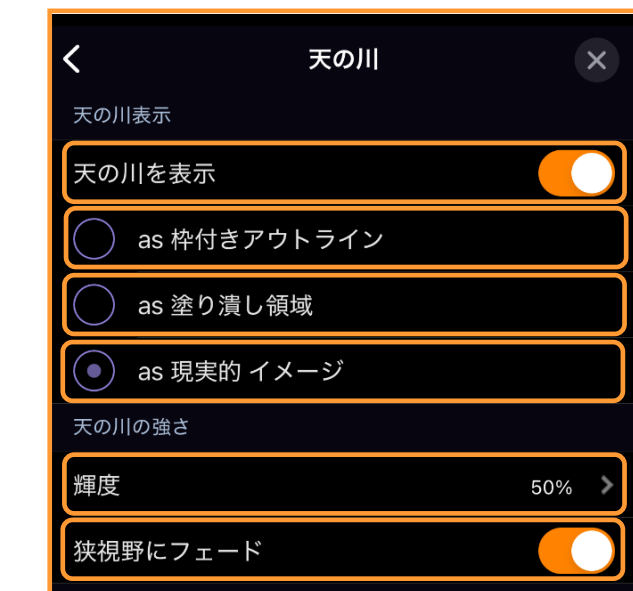 天の川
天の川表示
天の川を表示
as 枠付きアウトライン
as 塗り潰し領域
as 現実的 イメージ
天の川の強さ
輝度 50%
狭視野にフェード